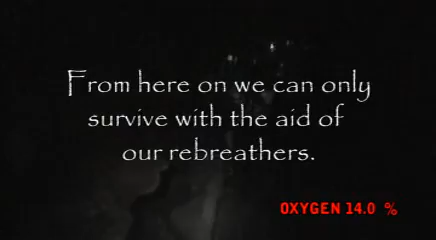 From here on we can only
survive with the aid of
our rebreathers.
OXYGEN 14.0 %